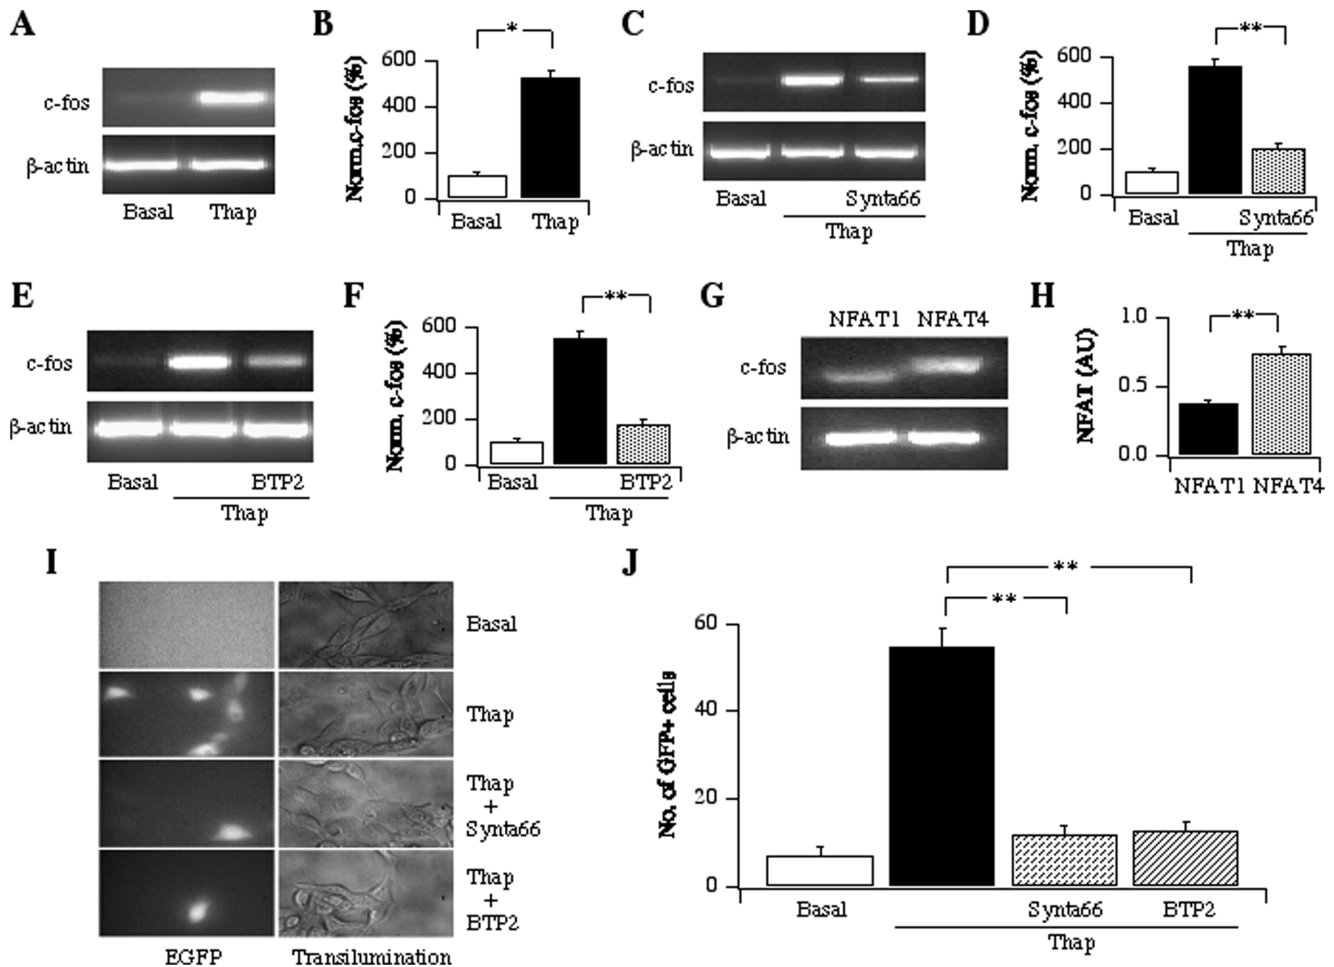 A
c-fos
β-actin
Basal Thap
B
*
Norm.c-fos (%)
600
400
200
0
Basal Thap
C
c-fos
β-actin
Basal Synta66
Thap
D
**
Norm. c-fos (%)
600
400
200
0
Basal Synta66
Thap
E
c-fos
β-actin
Basal BTP2
Thap
F
**
Norm. c-fos (%)
600
400
200
0
Basal BTP2
Thap
G
NFAT1 NFAT4
c-fos
β-actin
H
**
NFAT (AU)
1.0
0.5
0.0
NFAT1 NFAT4
I
Basal
Thap
Thap
+
Synta66
Thap
+
BTP2
EGFP Transilumination
J
**
**
No. of GFP+ cells
60
40
20
0
Basal Synta66 BTP2
Thap